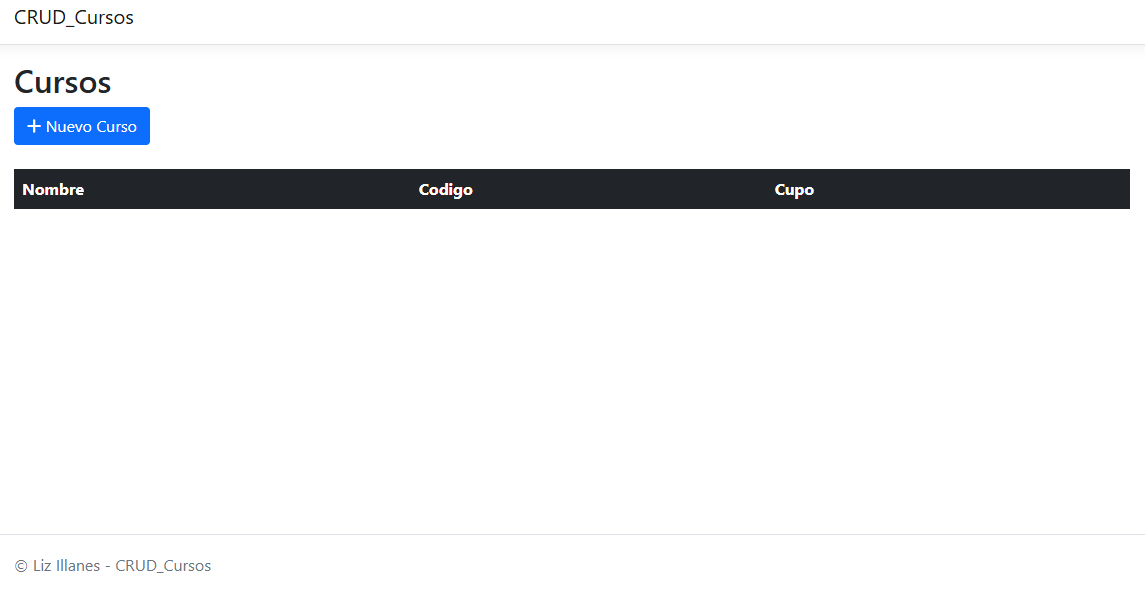 CRUD_Cursos
Cursos
+ Nuevo Curso
Nombre Codigo Cupo
© Liz Illanes - CRUD_Cursos